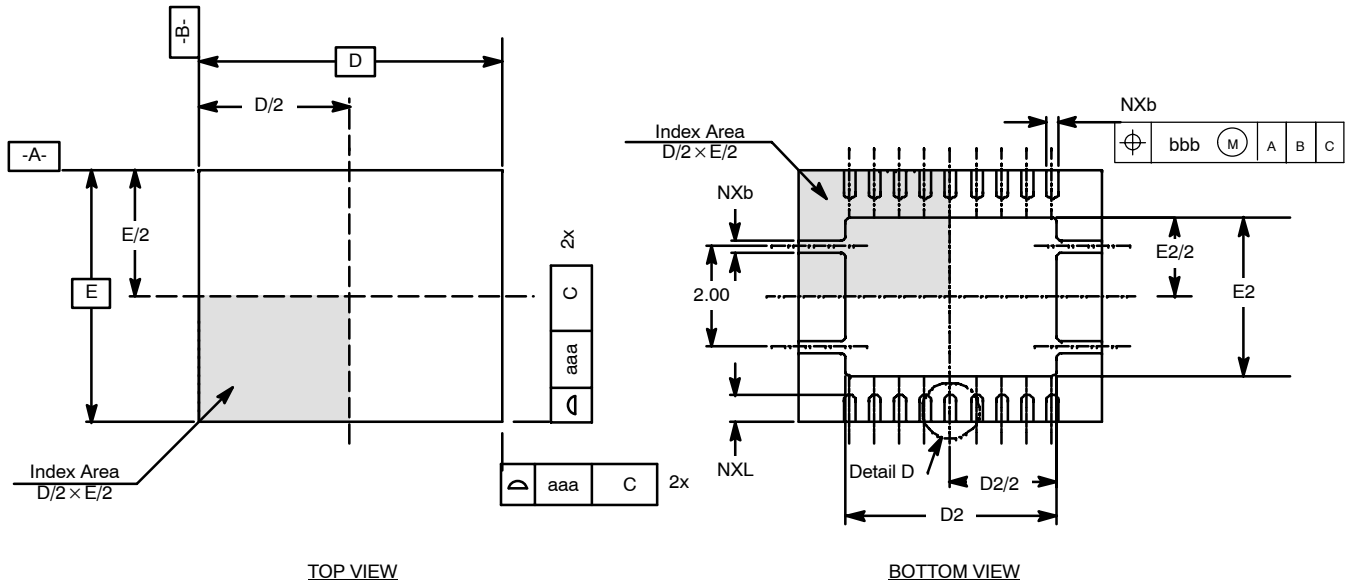 -B-
D
D/2
-A-
E/2
E
2x
C
aaa
Index Area
D/2 × E/2
aaa C
2x
TOP VIEW
NXb
bbb M A B C
Index Area
D/2 × E/2
NXb
2.00
E2/2
E2
NXL
Detail D
D2/2
D2
BOTTOM VIEW